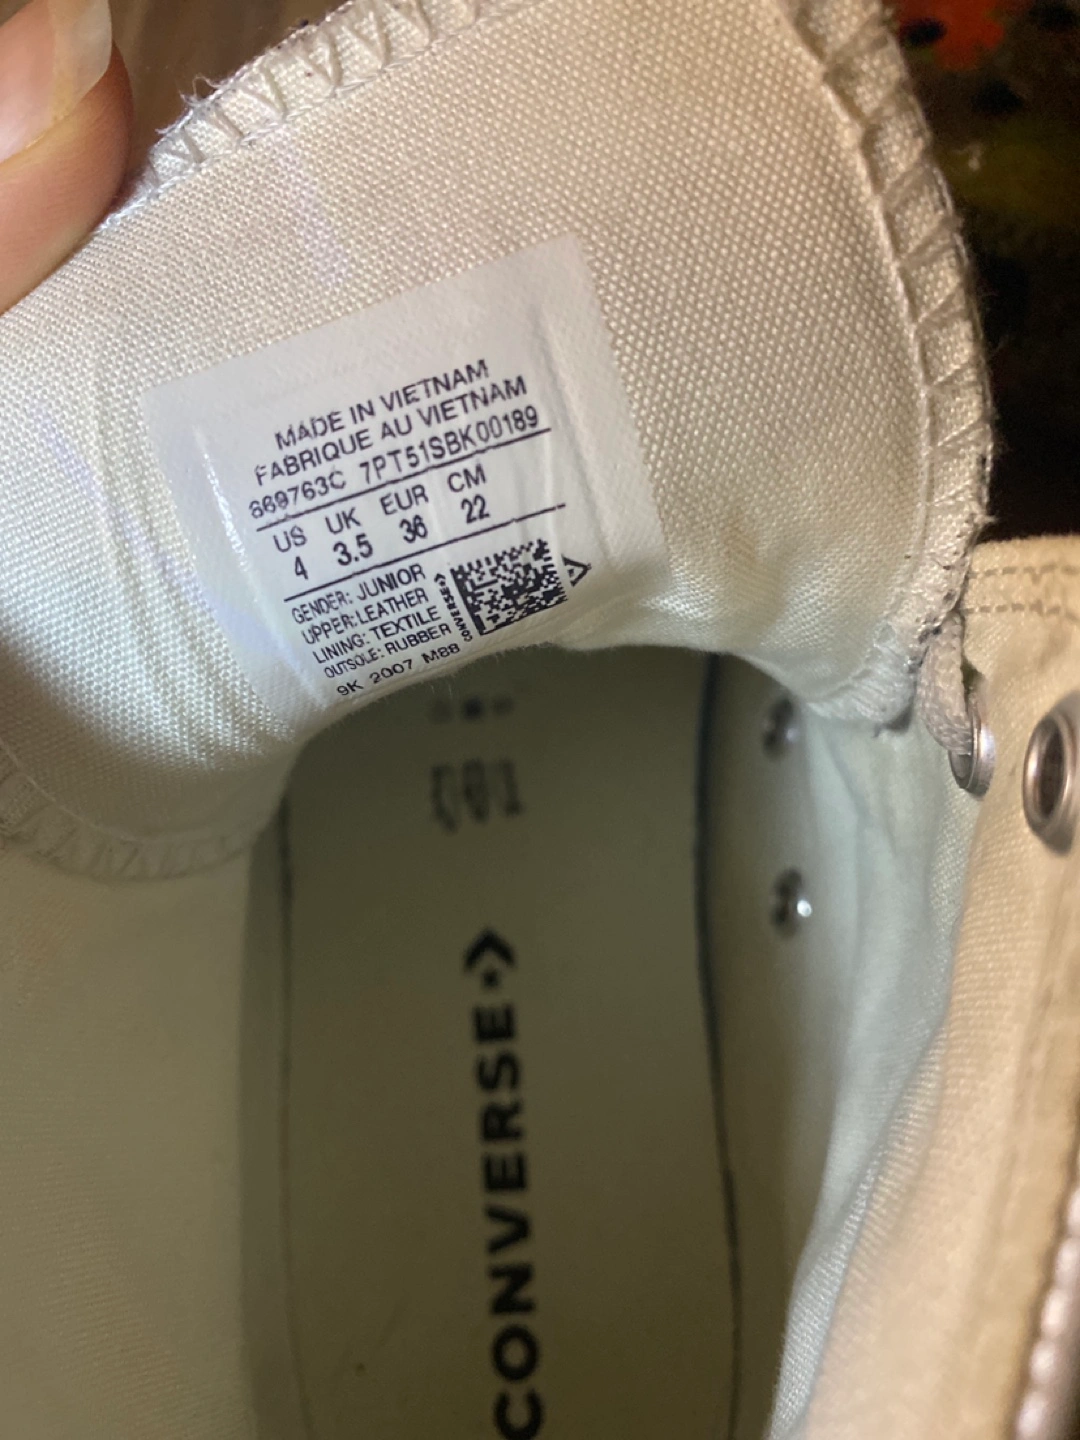 MADE IN VIETNAM
FABRIQUE AU VIETNAM
669763C 7PT51SBK00189
US UK EUR CM
4 3.5 36 22
GENDER: JUNIOR
UPPER: LEATHER
LINING: TEXTILE
OUTSOLE: RUBBER
9K 2007 M88
CONVERSE
CONVERSE